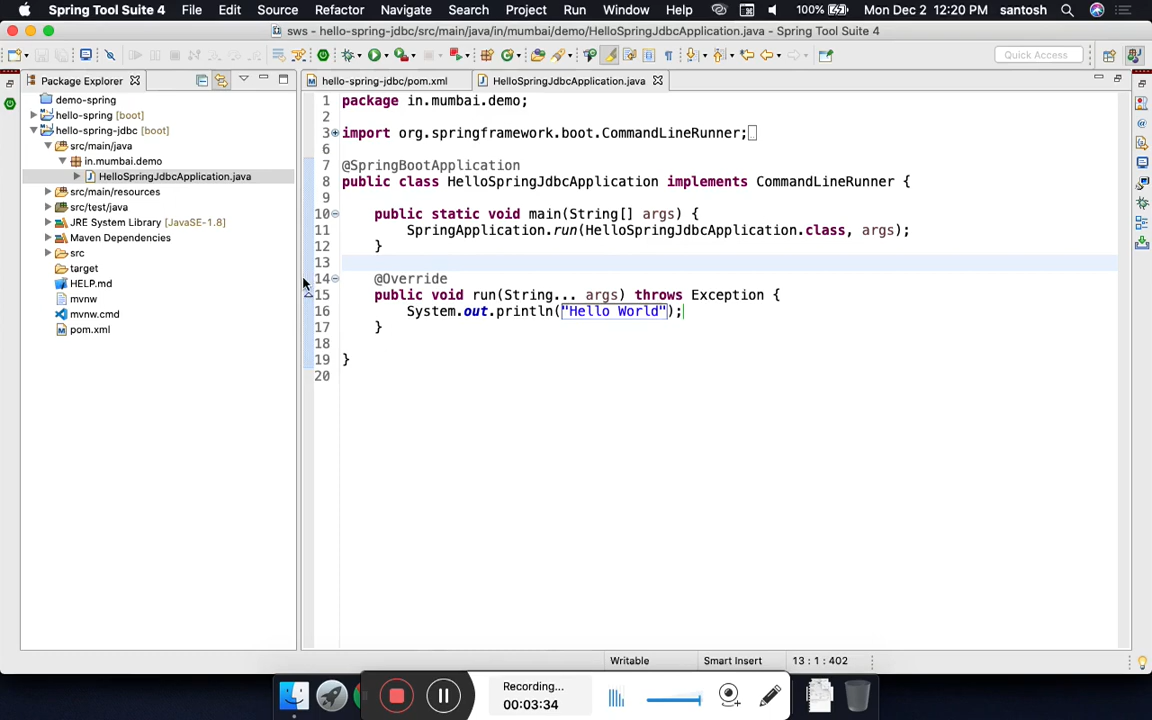 Spring Tool Suite 4 File Edit Source Refactor Navigate Search Project Run Window Help 100% Mon Dec 2 12:20 PM santosh
sws - hello-spring-jdbc/src/main/java/in/mumbai/demo/HelloSpringJdbcApplication.java - Spring Tool Suite 4
Quick Access
Package Explorer
demo-spring
hello-spring [boot]
hello-spring-jdbc [boot]
src/main/java
in.mumbai.demo
HelloSpringJdbcApplication.java
src/main/resources
src/test/java
JRE System Library [JavaSE-1.8]
Maven Dependencies
src
target
HELP.md
mvnw
mvnw.cmd
pom.xml
hello-spring-jdbc/pom.xml HelloSpringJdbcApplication.java
1 package in.mumbai.demo;
2
3 import org.springframework.boot.CommandLineRunner;
6
7 @SpringBootApplication
8 public class HelloSpringJdbcApplication implements CommandLineRunner {
9
10 public static void main(String[] args) {
11 SpringApplication.run(HelloSpringJdbcApplication.class, args);
12 }
13
14 @Override
15 public void run(String... args) throws Exception {
16 System.out.println("Hello World");
17 }
18
19 }
20
Writable Smart Insert 13 : 1 : 402
Recording...
00:03:34